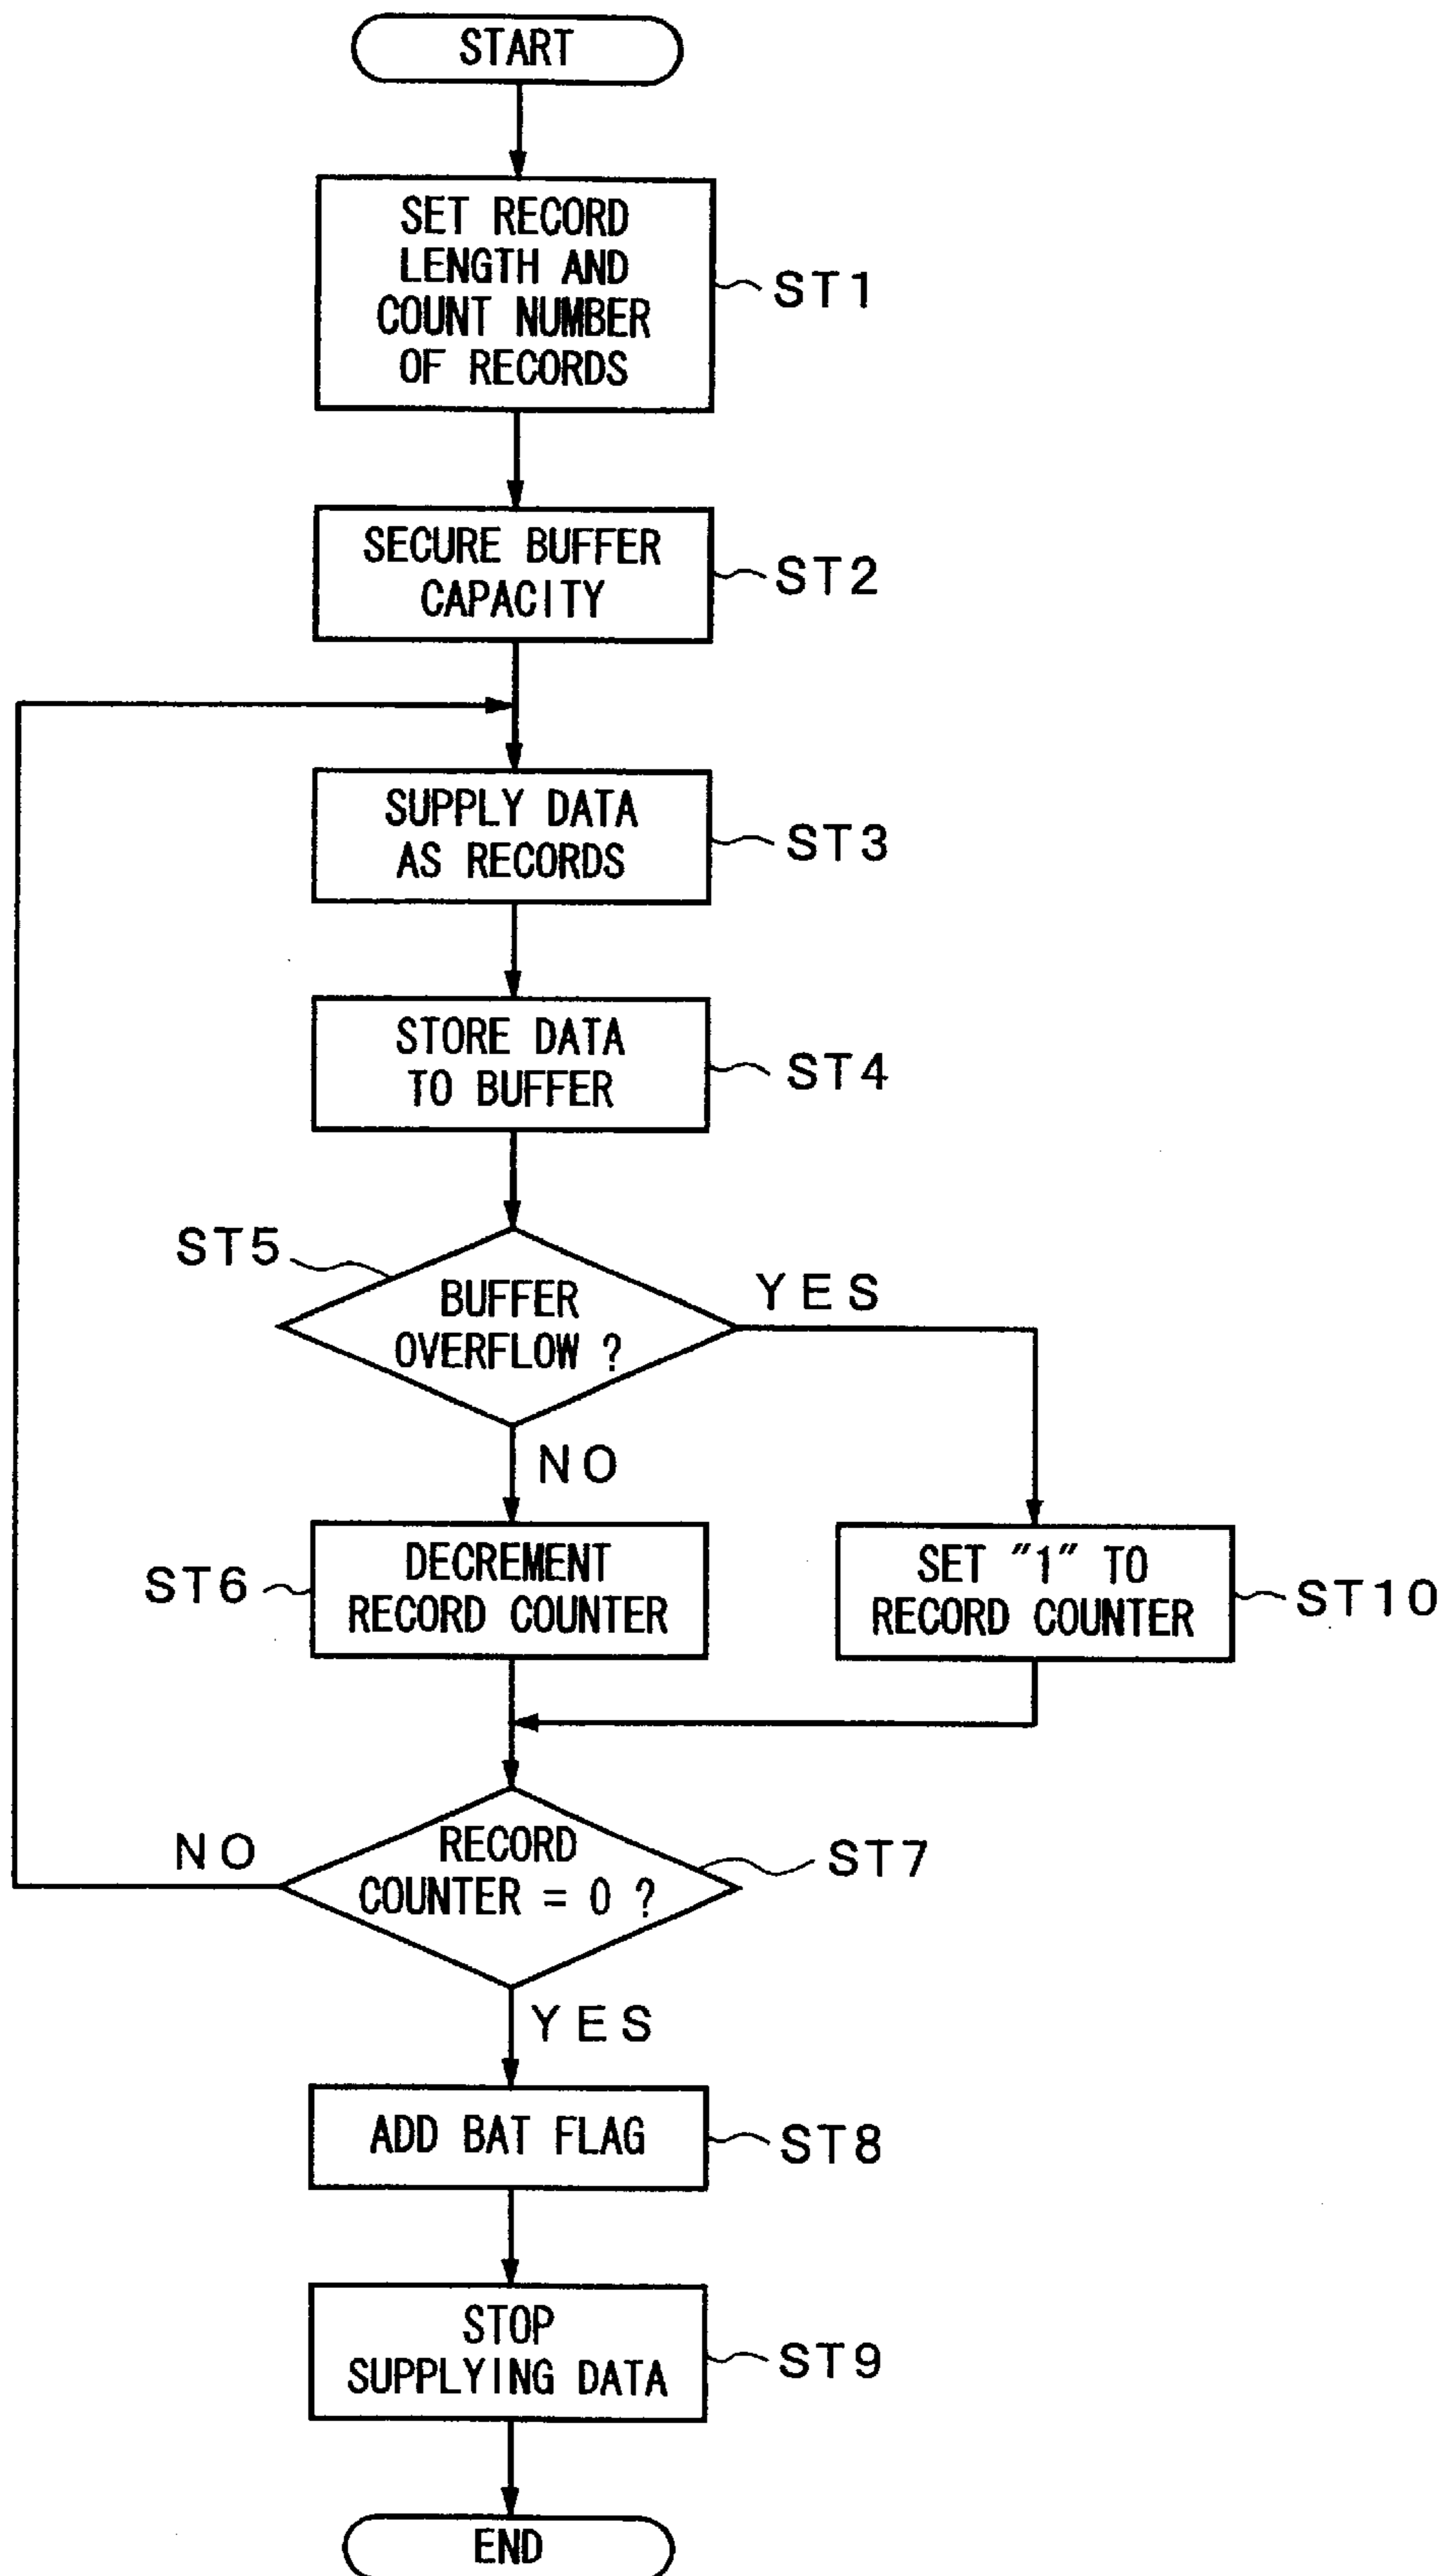 START
SET RECORD
LENGTH AND
COUNT NUMBER
OF RECORDS
ST1
SECURE BUFFER
CAPACITY
ST2
SUPPLY DATA
AS RECORDS
ST3
STORE DATA
TO BUFFER
ST4
ST5
BUFFER
OVERFLOW ?
YES
NO
ST6
DECREMENT
RECORD COUNTER
SET "1" TO
RECORD COUNTER
ST10
NO
RECORD
COUNTER = 0 ?
ST7
YES
ADD BAT FLAG
ST8
STOP
SUPPLYING DATA
ST9
END